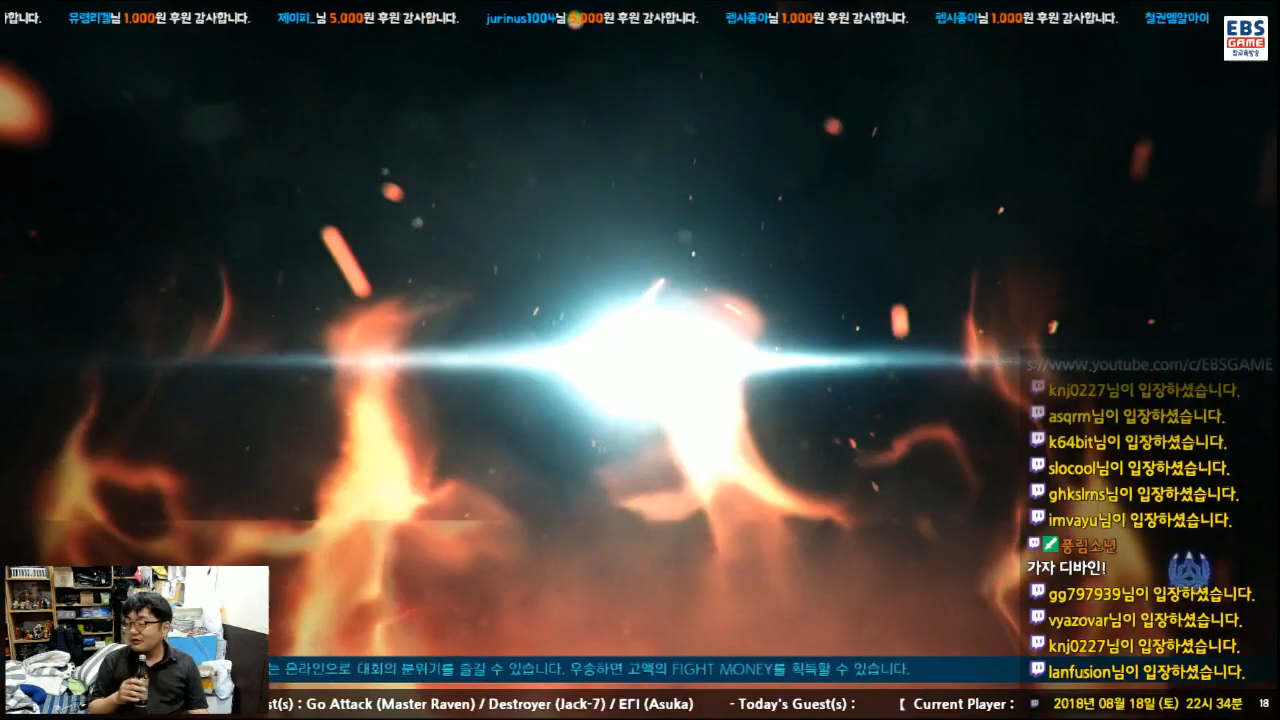 합니다. 유령리겔님 1,000원 후원 감사합니다. 제이피_님 5,000원 후원 감사합니다. jurinus1004님 ,000원 후원 감사합니다. 펩시좋아님 1,000원 후원 감사합니다. 펩시좋아님 1,000원 후원 감사합니다. 철권엠알아이
EBS
GAME
s://www.youtube.com/c/EBSGAME
knj0227님이 입장하셨습니다.
asqrm님이 입장하셨습니다.
k64bit님이 입장하셨습니다.
slocool님이 입장하셨습니다.
ghkslrns님이 입장하셨습니다.
imvayu님이 입장하셨습니다.
풍림소년
가자 디바인!
gg797939님이 입장하셨습니다.
vyazovar님이 입장하셨습니다.
knj0227님이 입장하셨습니다.
lanfusion님이 입장하셨습니다.
는 온라인으로 대회의 분위기를 즐길 수 있습니다. 우승하면 고액의 FIGHT MONEY를 획득할 수 있습니다.
st(s) : Go Attack (Master Raven) / Destroyer (Jack-7) / EГI (Asuka) - Today's Guest(s) : 【 Current Player :
2018년 08월 18일 (토) 22시 34분 18